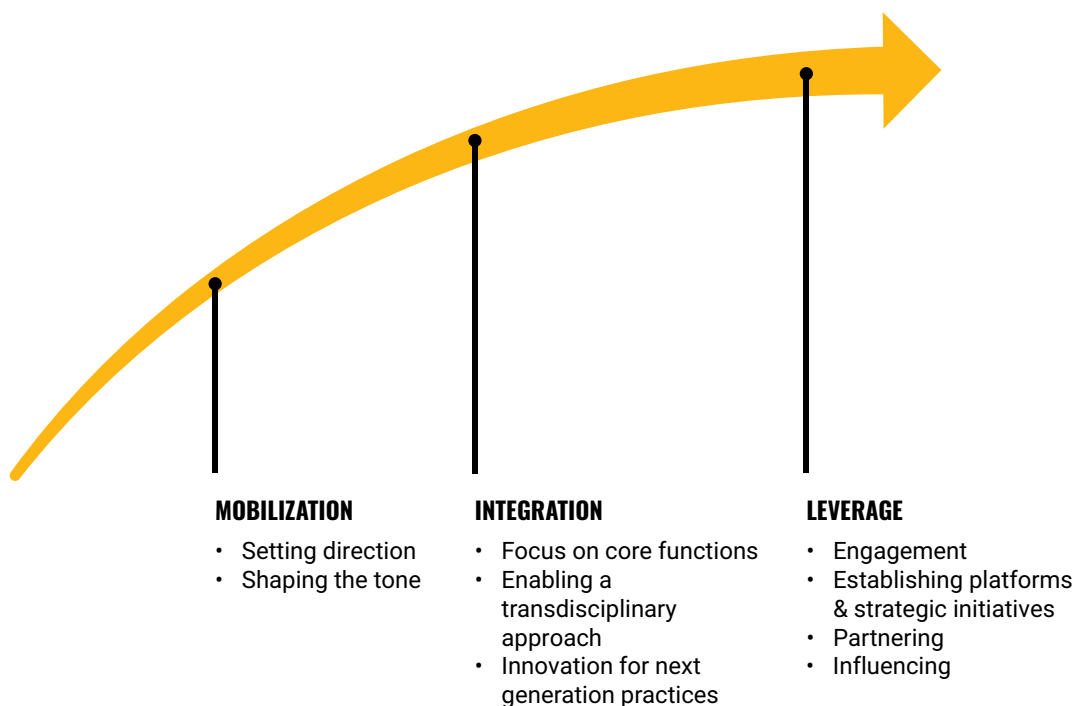 MOBILIZATION
• Setting direction
• Shaping the tone
INTEGRATION
• Focus on core functions
• Enabling a
transdisciplinary
approach
• Innovation for next
generation practices
LEVERAGE
• Engagement
• Establishing platforms
& strategic initiatives
• Partnering
• Influencing